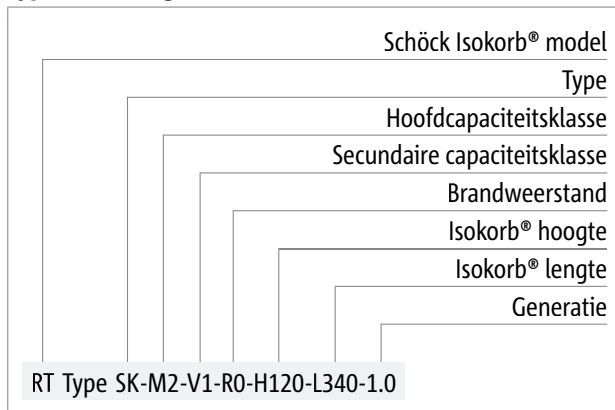 Schöck Isokorb® model
Type
Hoofdcapaciteitsklasse
Secundaire capaciteitsklasse
Brandweerstand
Isokorb® hoogte
Isokorb® lengte
Generatie
RT Type SK-M2-V1-R0-H120-L340-1.0